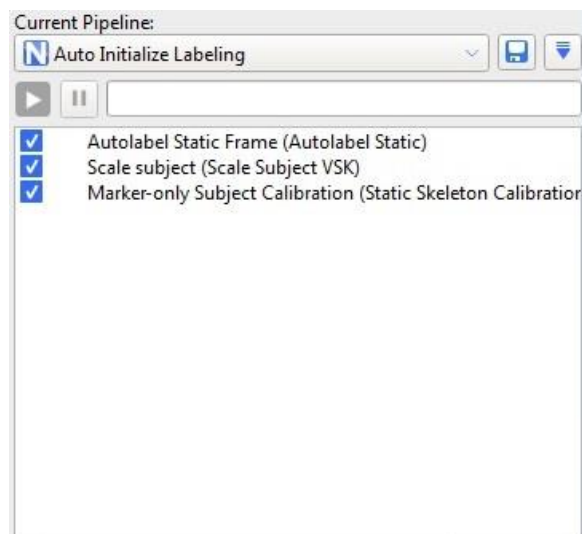 Current Pipeline:
N Auto Initialize Labeling
Autolabel Static Frame (Autolabel Static)
Scale subject (Scale Subject VSK)
Marker-only Subject Calibration (Static Skeleton Calibration